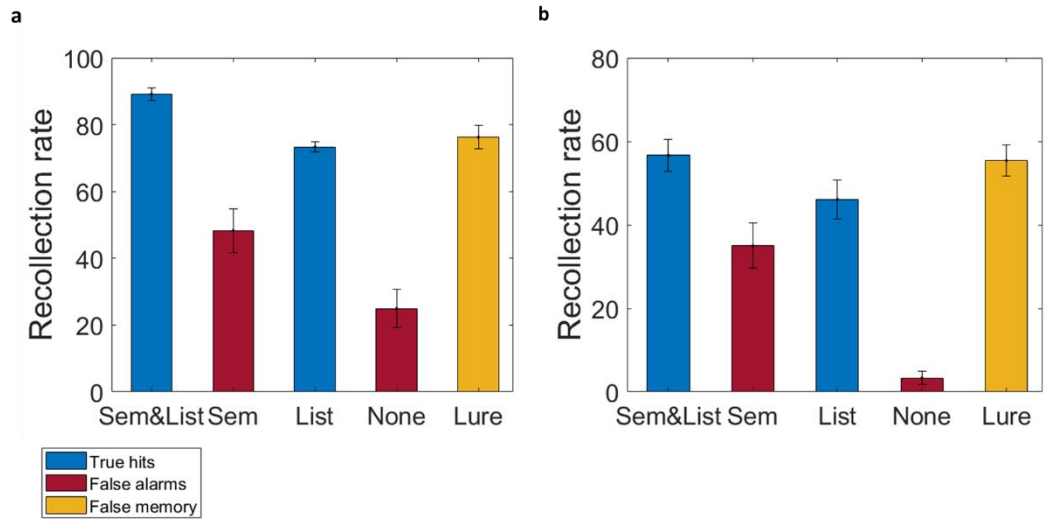 a
Recollection rate
100
80
60
40
20
0
Sem&List Sem List None Lure
b
Recollection rate
80
60
40
20
0
Sem&List Sem List None Lure
True hits
False alarms
False memory